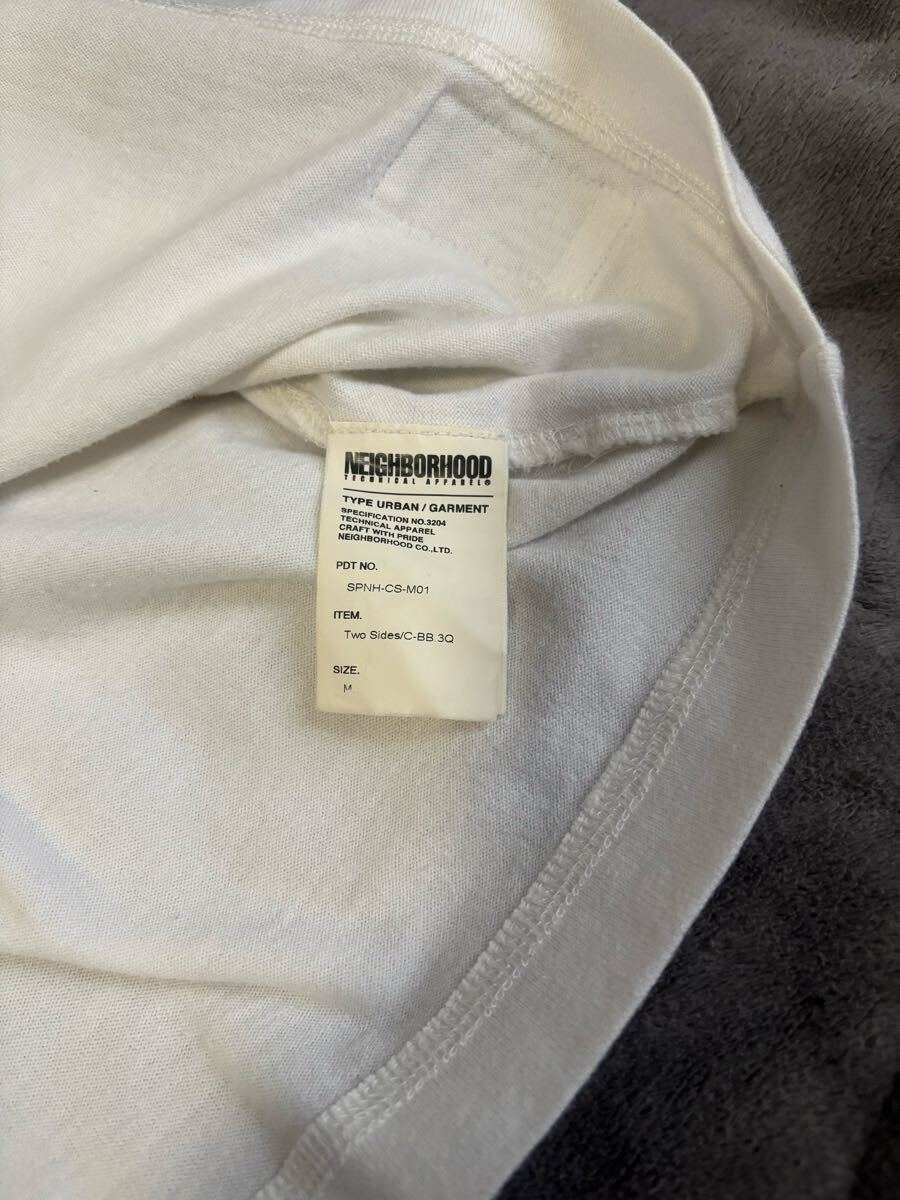 NEIGHBORHOOD
TECHNICAL APPAREL®
TYPE URBAN / GARMENT
SPECIFICATION NO.3204
TECHNICAL APPAREL
CRAFT WITH PRIDE
NEIGHBORHOOD CO.,LTD.
PDT NO.
SPNH-CS-M01
ITEM.
Two Sides/C-BB.3Q
SIZE.
M